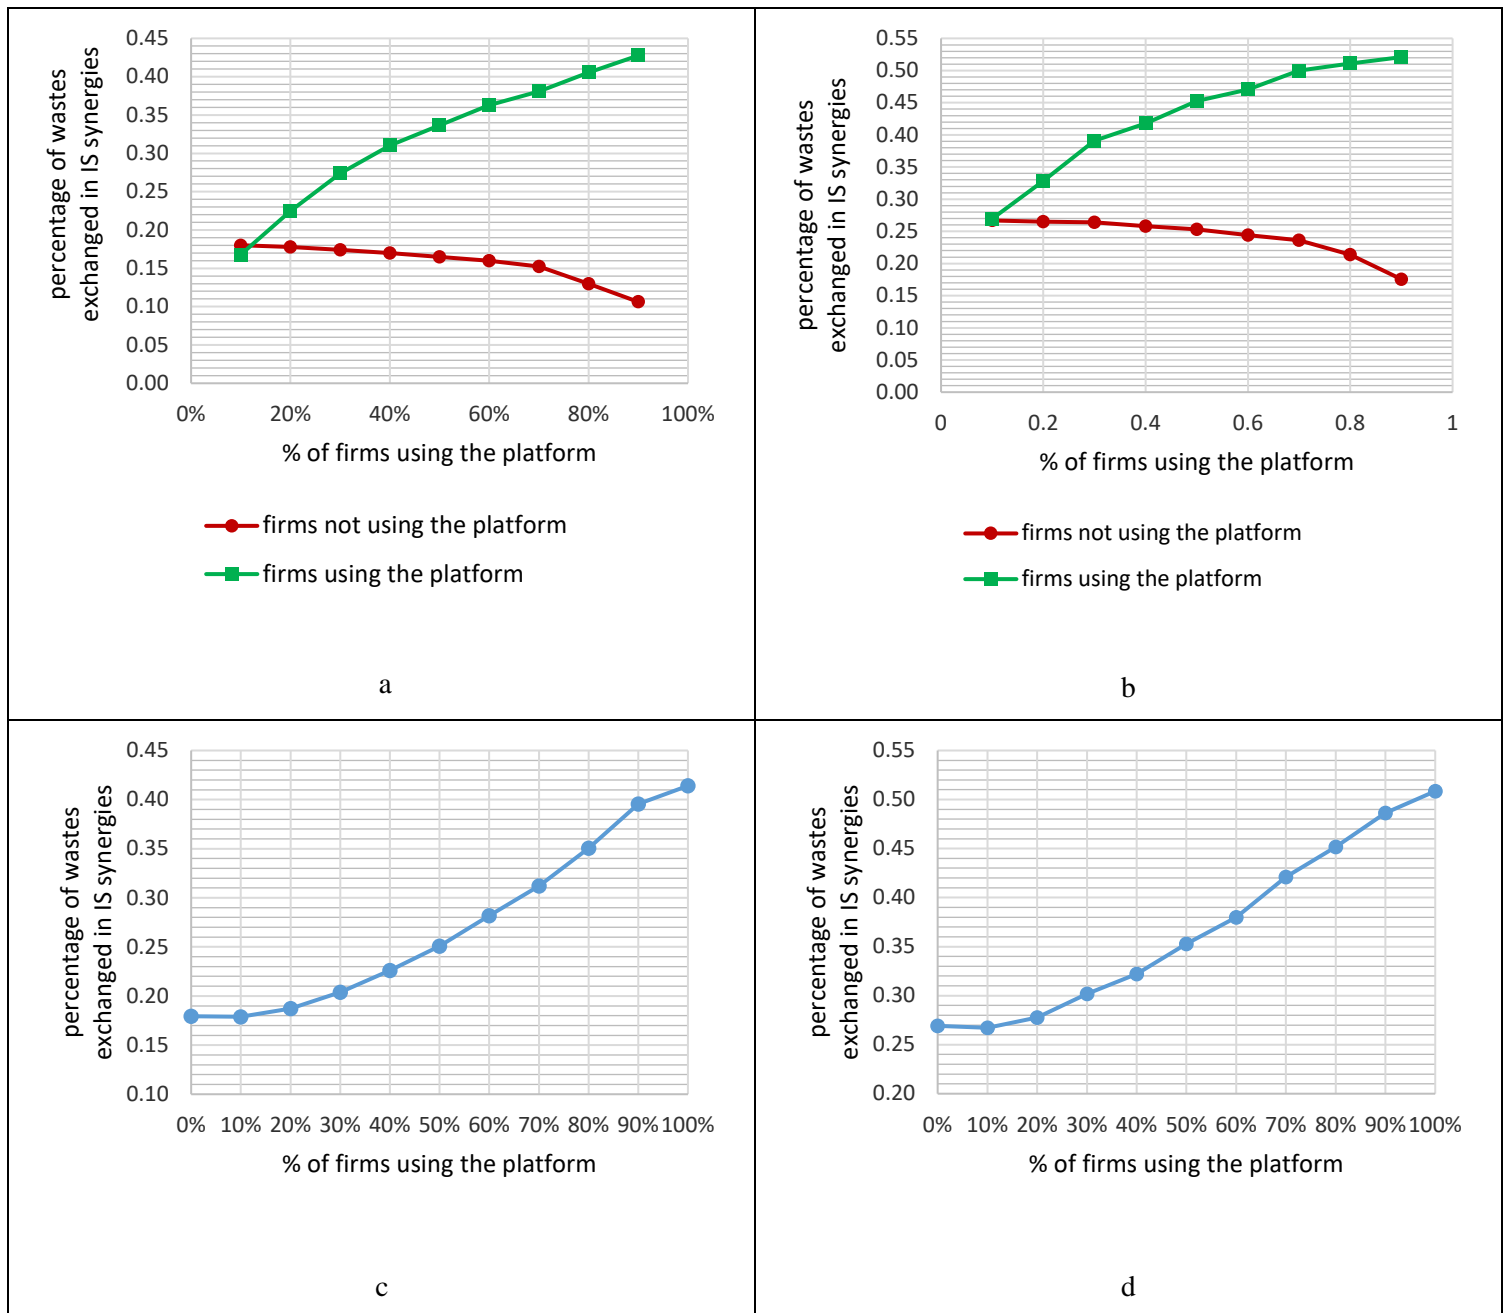 percentage of wastes
exchanged in IS synergies
0.45
0.40
0.35
0.30
0.25
0.20
0.15
0.10
0.05
0.00
0% 20% 40% 60% 80% 100%
% of firms using the platform
firms not using the platform
firms using the platform
a
percentage of wastes
exchanged in IS synergies
0.55
0.50
0.45
0.40
0.35
0.30
0.25
0.20
0.15
0.10
0.05
0.00
0 0.2 0.4 0.6 0.8 1
% of firms using the platform
firms not using the platform
firms using the platform
b
percentage of wastes
exchanged in IS synergies
0.45
0.40
0.35
0.30
0.25
0.20
0.15
0.10
0% 10% 20% 30% 40% 50% 60% 70% 80% 90% 100%
% of firms using the platform
c
percentage of wastes
exchanged in IS synergies
0.55
0.50
0.45
0.40
0.35
0.30
0.25
0.20
0% 10% 20% 30% 40% 50% 60% 70% 80% 90% 100%
% of firms using the platform
d